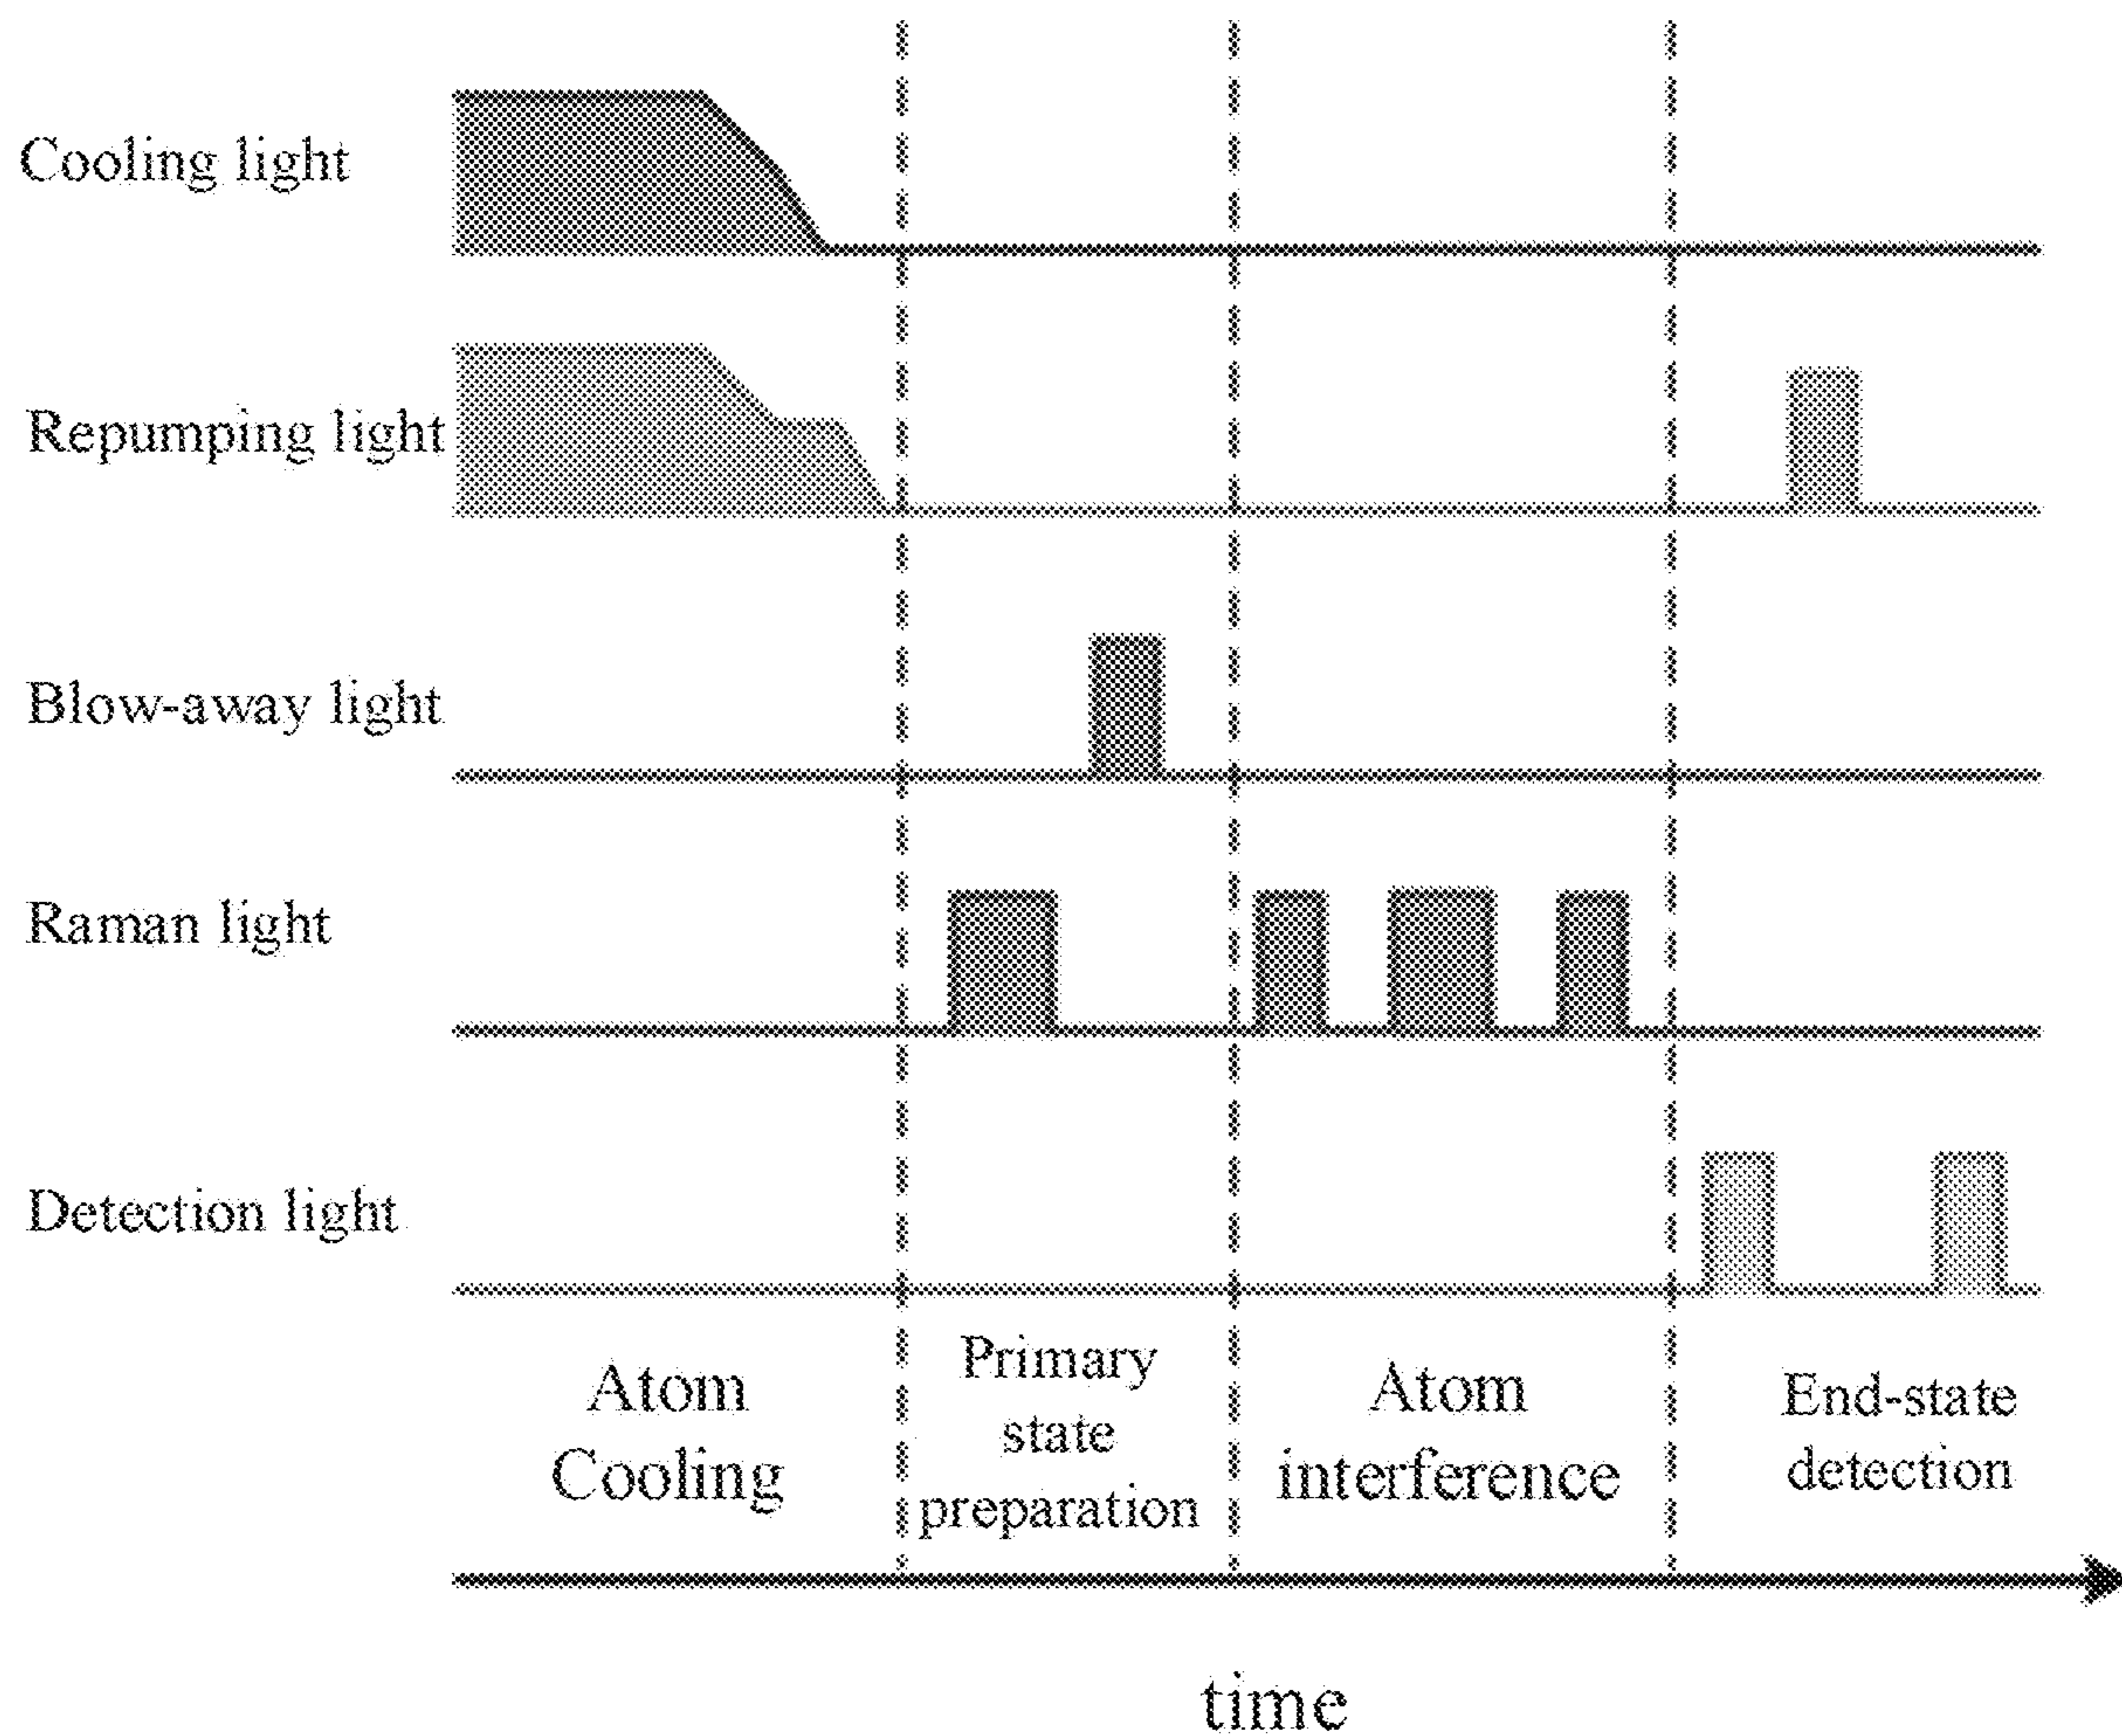 Cooling light
Repumping light
Blow-away light
Raman light
Detection light
Atom
Cooling
Primary
state
preparation
Atom
interference
End-state
detection
time